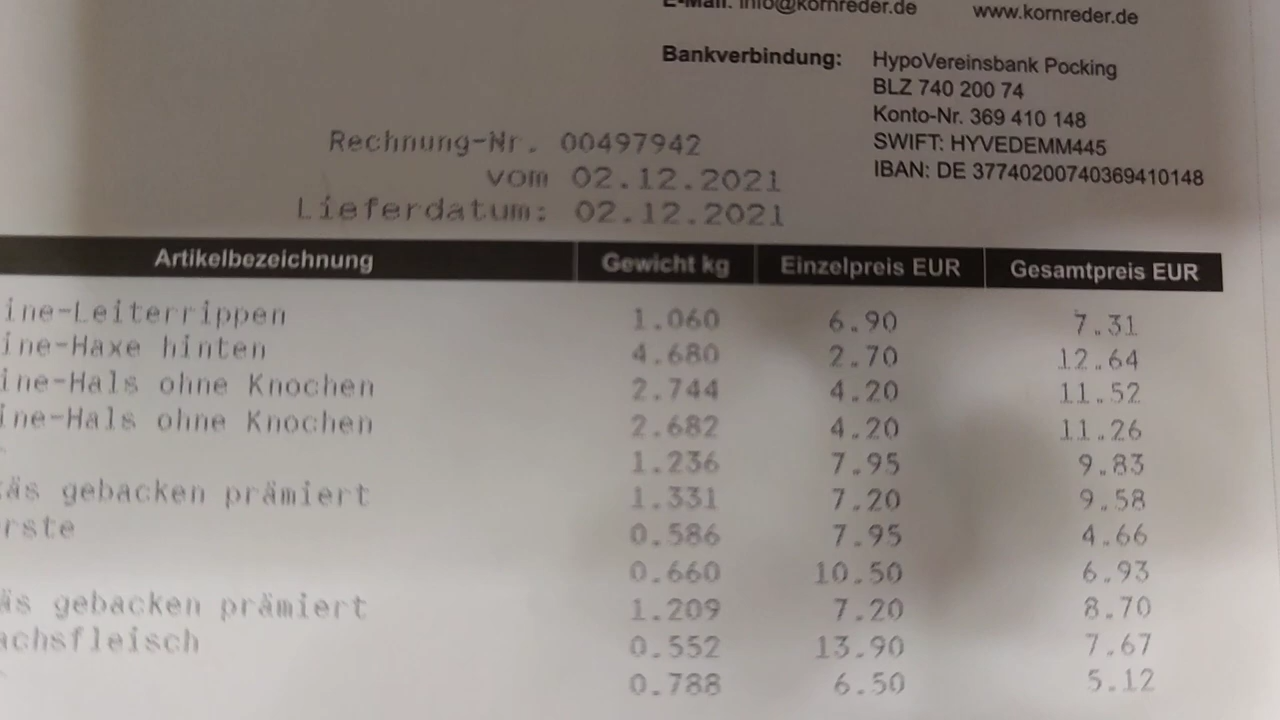 E-Mail: info@kornreder.de www.kornreder.de
Bankverbindung: HypoVereinsbank Pocking
BLZ 740 200 74
Konto-Nr. 369 410 148
SWIFT: HYVEDEMM445
IBAN: DE 37740200740369410148
Rechnung-Nr. 00497942
vom 02.12.2021
Lieferdatum: 02.12.2021
Artikelbezeichnung Gewicht kg Einzelpreis EUR Gesamtpreis EUR
ine-Leiterrippen 1.060 6.90 7.31
ine-Haxe hinten 4.680 2.70 12.64
ine-Hals ohne Knochen 2.744 4.20 11.52
ine-Hals ohne Knochen 2.682 4.20 11.26
1.236 7.95 9.83
käs gebacken prämiert 1.331 7.20 9.58
rste 0.586 7.95 4.66
0.660 10.50 6.93
äs gebacken prämiert 1.209 7.20 8.70
achsfleisch 0.552 13.90 7.67
0.788 6.50 5.12